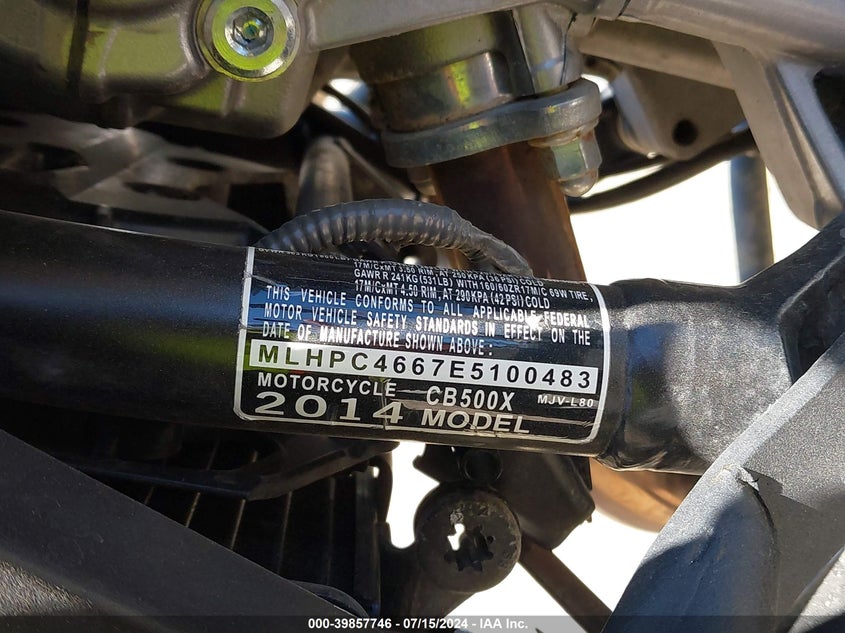 17M/CxMT 3.50 RIM, AT 250KPA (36PSI) COLD
GAWR R 241KG (531LB) WITH 160/60ZR17M/C 69W TIRE,
17M/CxMT 4.50 RIM, AT 290KPA (42 PSI) COLD
THIS VEHICLE CONFORMS TO ALL APPLICABLE FEDERAL
MOTOR VEHICLE SAFETY STANDARDS IN EFFECT ON THE
DATE OF MANUFACTURE SHOWN ABOVE:
MLHPC4667E5100483
MOTORCYCLE CB500X MJV-L80
2014 MODEL
000-39857746 / 07/15/2024 - IAA Inc.